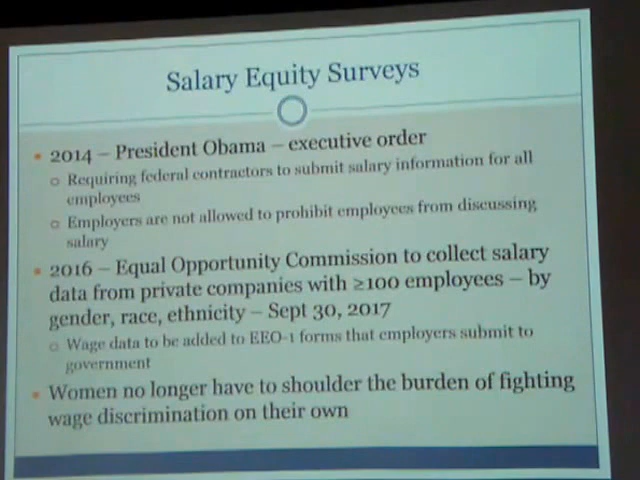 Salary Equity Surveys
• 2014 – President Obama – executive order
o Requiring federal contractors to submit salary information for all
employees
o Employers are not allowed to prohibit employees from discussing
salary
• 2016 – Equal Opportunity Commission to collect salary
data from private companies with ≥100 employees – by
gender, race, ethnicity – Sept 30, 2017
o Wage data to be added to EEO-1 forms that employers submit to
government
• Women no longer have to shoulder the burden of fighting
wage discrimination on their own